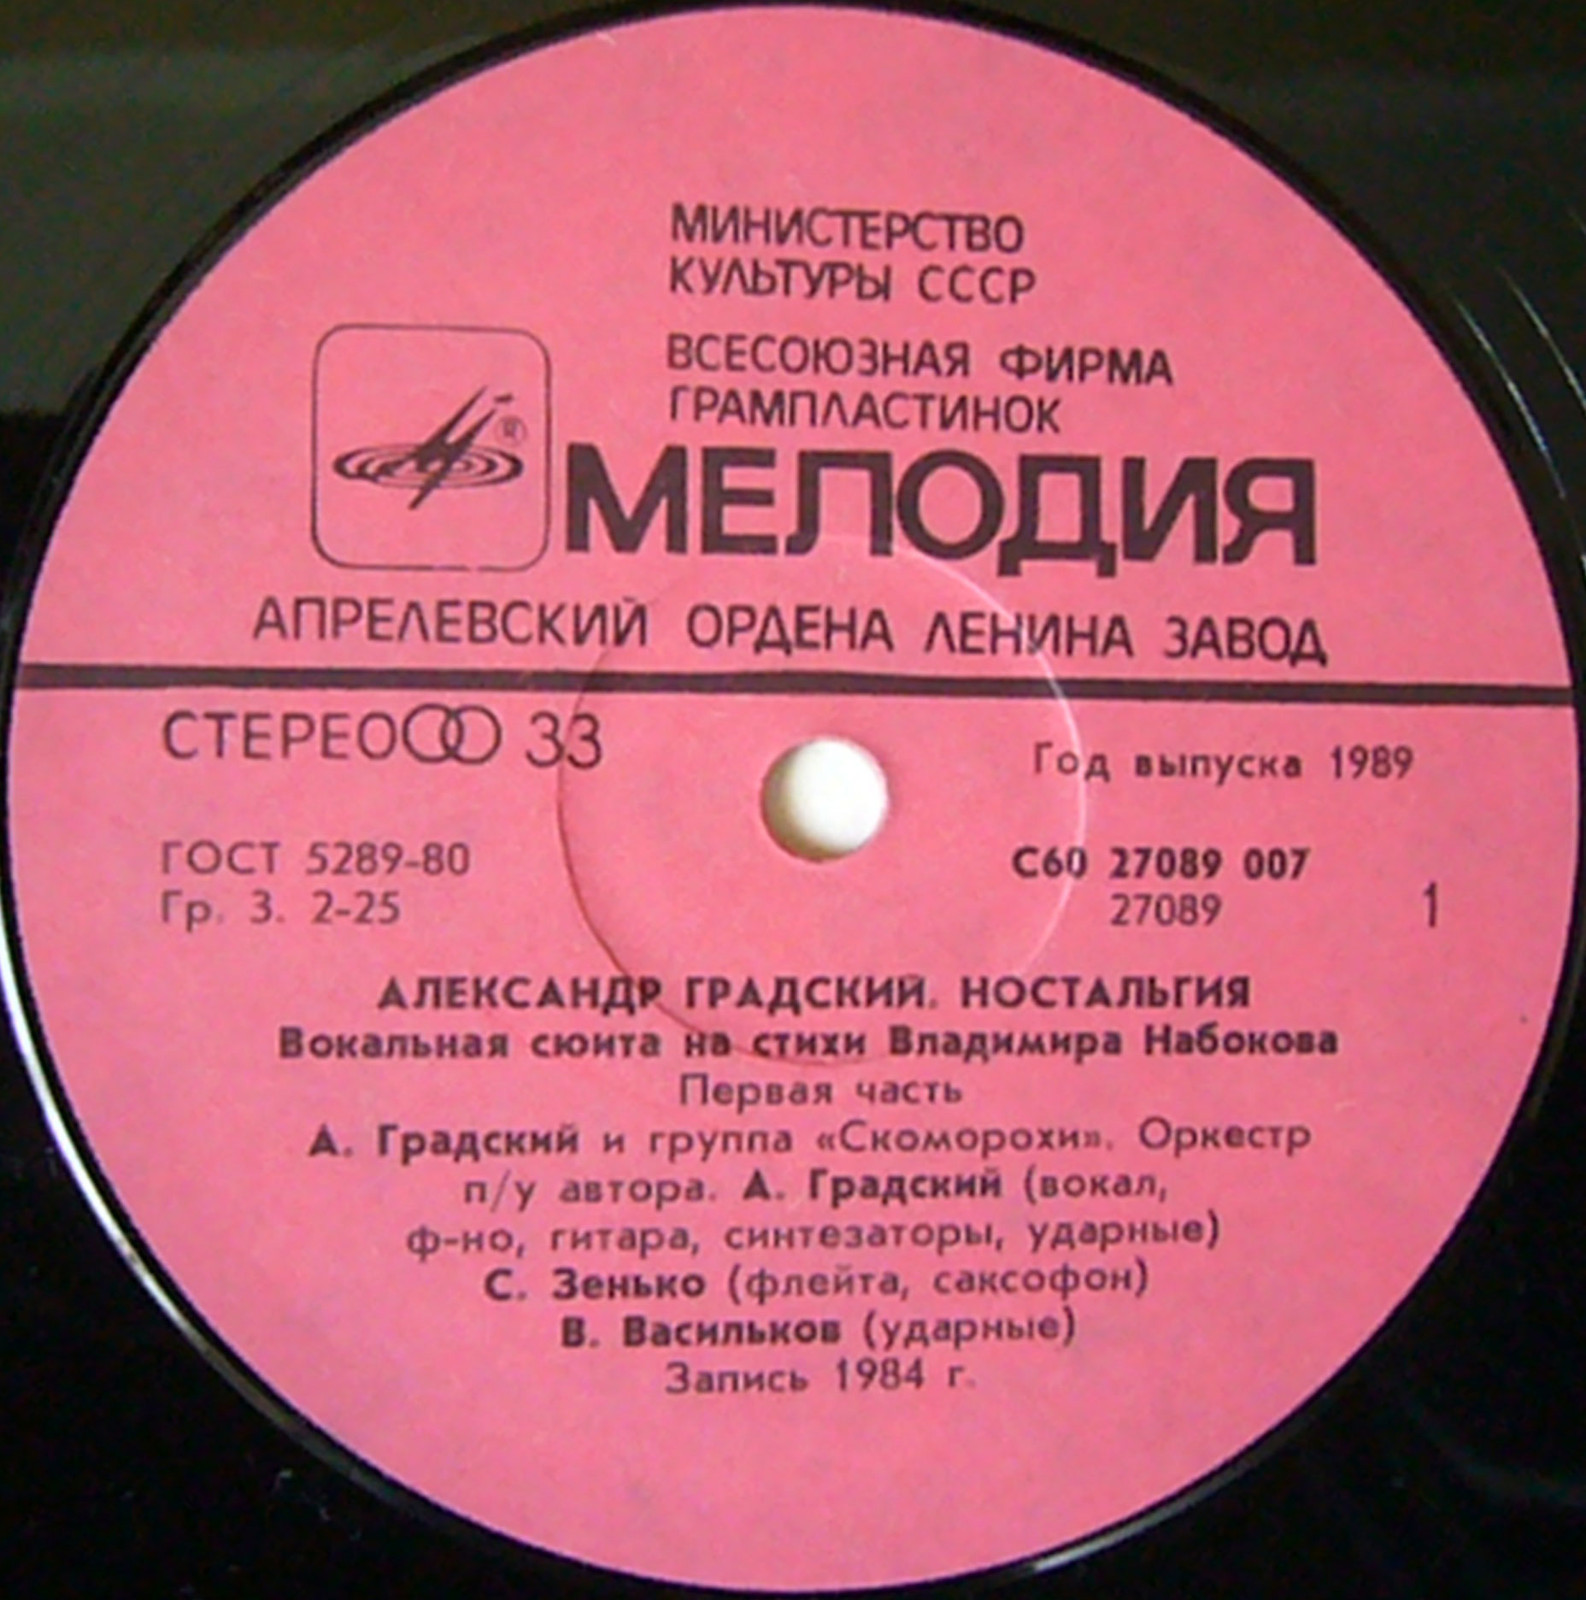 МИНИСТЕРСТВО
КУЛЬТУРЫ СССР
ВСЕСОЮЗНАЯ ФИРМА
ГРАМПЛАСТИНОК
®
МЕЛОДИЯ
АПРЕЛЕВСКИЙ ОРДЕНА ЛЕНИНА ЗАВОД
СТЕРЕО 33
Год выпуска 1989
ГОСТ 5289-80
Гр. 3. 2-25
С60 27089 007
27089
1
АЛЕКСАНДР ГРАДСКИЙ. НОСТАЛЬГИЯ
Вокальная сюита на стихи Владимира Набокова
Первая часть
А. Градский и группа «Скоморохи». Оркестр
п/у автора. А. Градский (вокал,
ф-но, гитара, синтезаторы, ударные)
С. Зенько (флейта, саксофон)
В. Васильков (ударные)
Запись 1984 г.